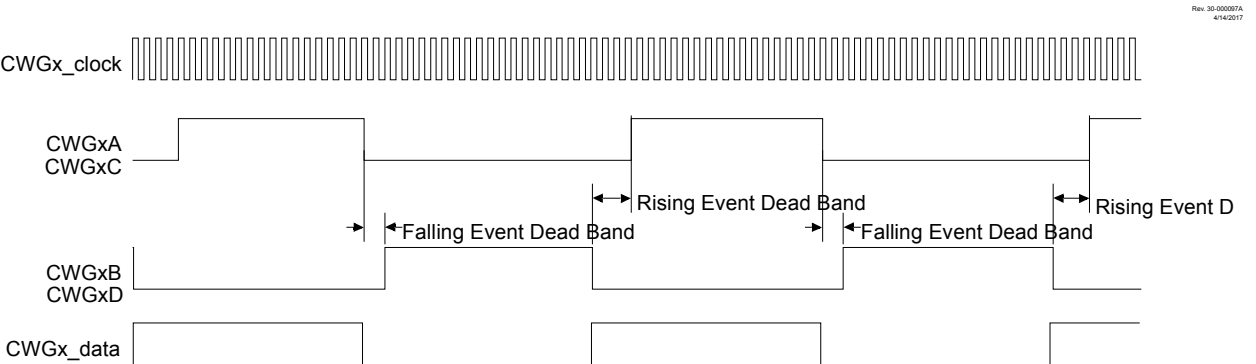 Rev. 30-000097A
4/14/2017
CWGx_clock
CWGxA
CWGxC
Rising Event Dead Band
Rising Event D
Falling Event Dead Band
Falling Event Dead Band
CWGxB
CWGxD
CWGx_data